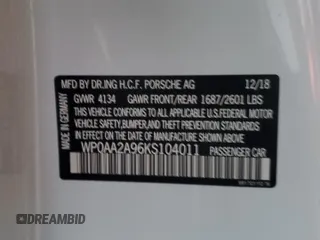 MFD BY DR.ING H.C.F. PORSCHE AG 12/18
GVWR 4134 GAWR FRONT/REAR 1687/2601 LBS
THIS VEHICLE CONFORMS TO ALL APPLICABLE U.S. FEDERAL MOTOR
VEHICLE SAFETY, BUMPER, AND THEFT PREVENTION STANDARDS
IN EFFECT ON THE DATE OF MANUFACTURE SHOWN ABOVE.
WP0AA2A96KS104011 PASSENGER CAR
MADE IN GERMANY
DREAMBID